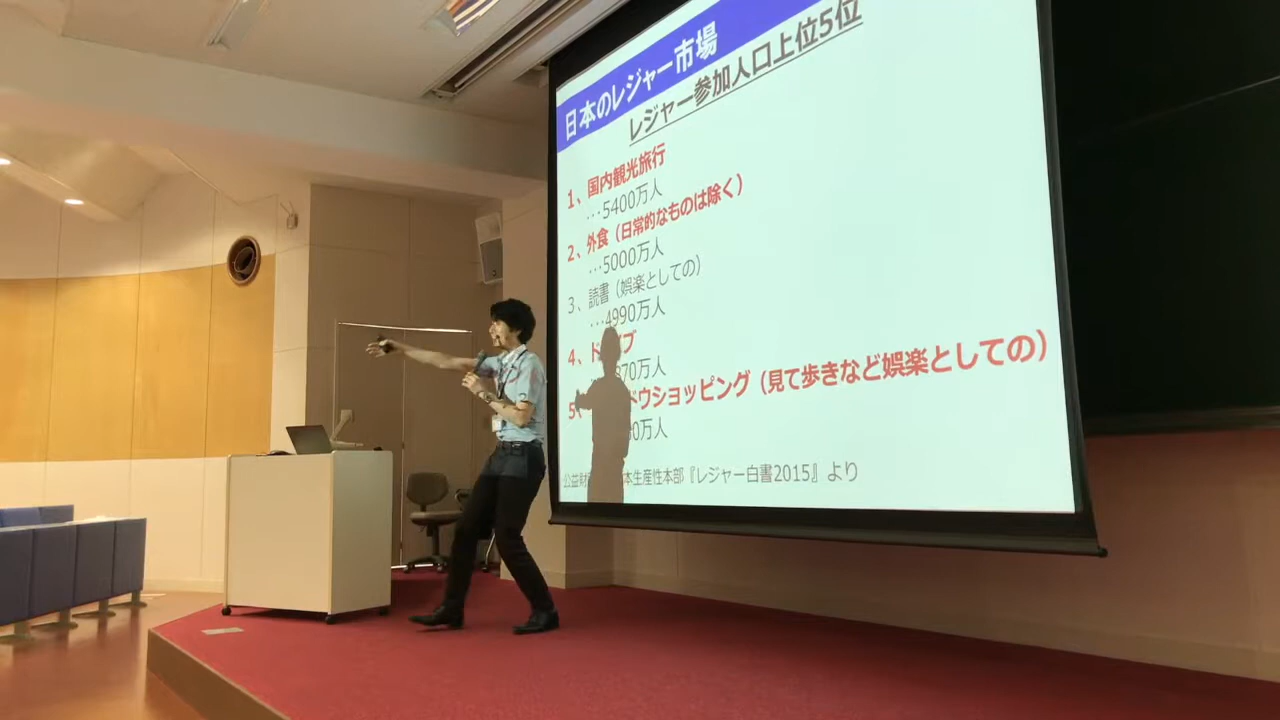 日本のレジャー市場
レジャー参加人口上位5位
1、国内観光旅行
…5400万人
2、外食（日常的なものは除く）
…5000万人
3、読書（娯楽としての）
…4990万人
4、ド　ブ
870万人
5　ドウショッピング（見て歩きなど娯楽としての）
0万人
公益財　本生産性本部『レジャー白書2015』より